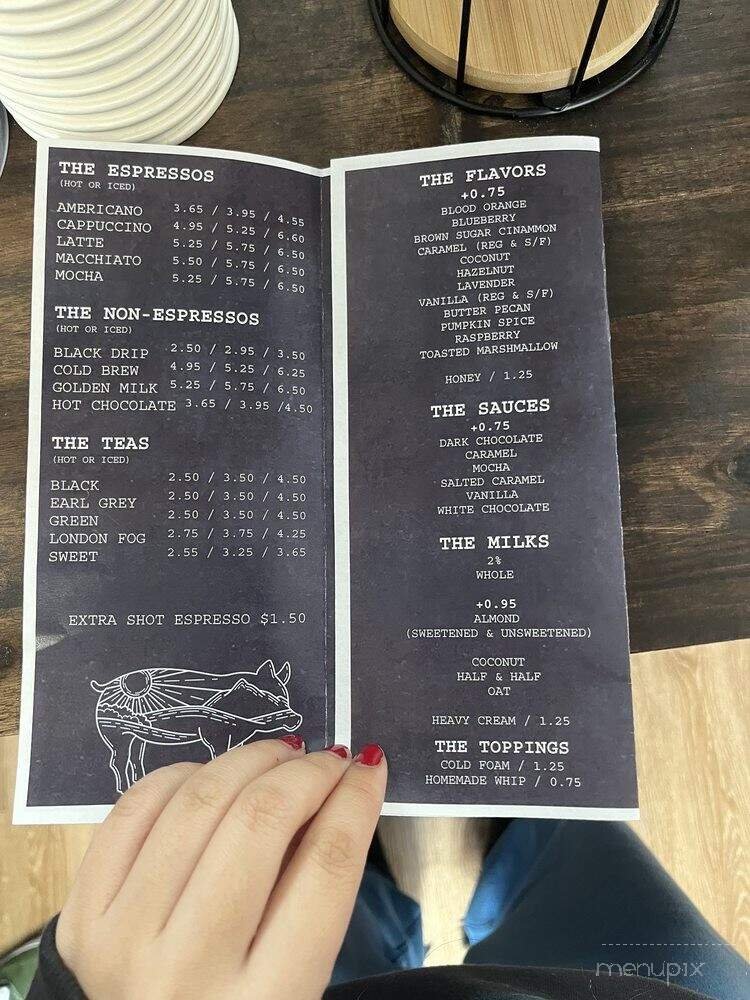 THE ESPRESSOS
(HOT OR ICED)
AMERICANO 3.65 / 3.95 / 4.55
CAPPUCCINO 4.95 / 5.25 / 6.60
LATTE 5.25 / 5.75 / 6.50
MACCHIATO 5.50 / 5.75 / 6.50
MOCHA 5.25 / 5.75 / 6.50
THE NON-ESPRESSOS
(HOT OR ICED)
BLACK DRIP 2.50 / 2.95 / 3.50
COLD BREW 4.95 / 5.25 / 6.25
GOLDEN MILK 5.25 / 5.75 / 6.50
HOT CHOCOLATE 3.65 / 3.95 /4.50
THE TEAS
(HOT OR ICED)
BLACK 2.50 / 3.50 / 4.50
EARL GREY 2.50 / 3.50 / 4.50
GREEN 2.50 / 3.50 / 4.50
LONDON FOG 2.75 / 3.75 / 4.25
SWEET 2.55 / 3.25 / 3.65
EXTRA SHOT ESPRESSO $1.50
THE FLAVORS
+0.75
BLOOD ORANGE
BLUEBERRY
BROWN SUGAR CINAMMON
CARAMEL (REG & S/F)
COCONUT
HAZELNUT
LAVENDER
VANILLA (REG & S/F)
BUTTER PECAN
PUMPKIN SPICE
RASPBERRY
TOASTED MARSHMALLOW
HONEY / 1.25
THE SAUCES
+0.75
DARK CHOCOLATE
CARAMEL
MOCHA
SALTED CARAMEL
VANILLA
WHITE CHOCOLATE
THE MILKS
2%
WHOLE
+0.95
ALMOND
(SWEETENED & UNSWEETENED)
COCONUT
HALF & HALF
OAT
HEAVY CREAM / 1.25
THE TOPPINGS
COLD FOAM / 1.25
HOMEMADE WHIP / 0.75
menupix